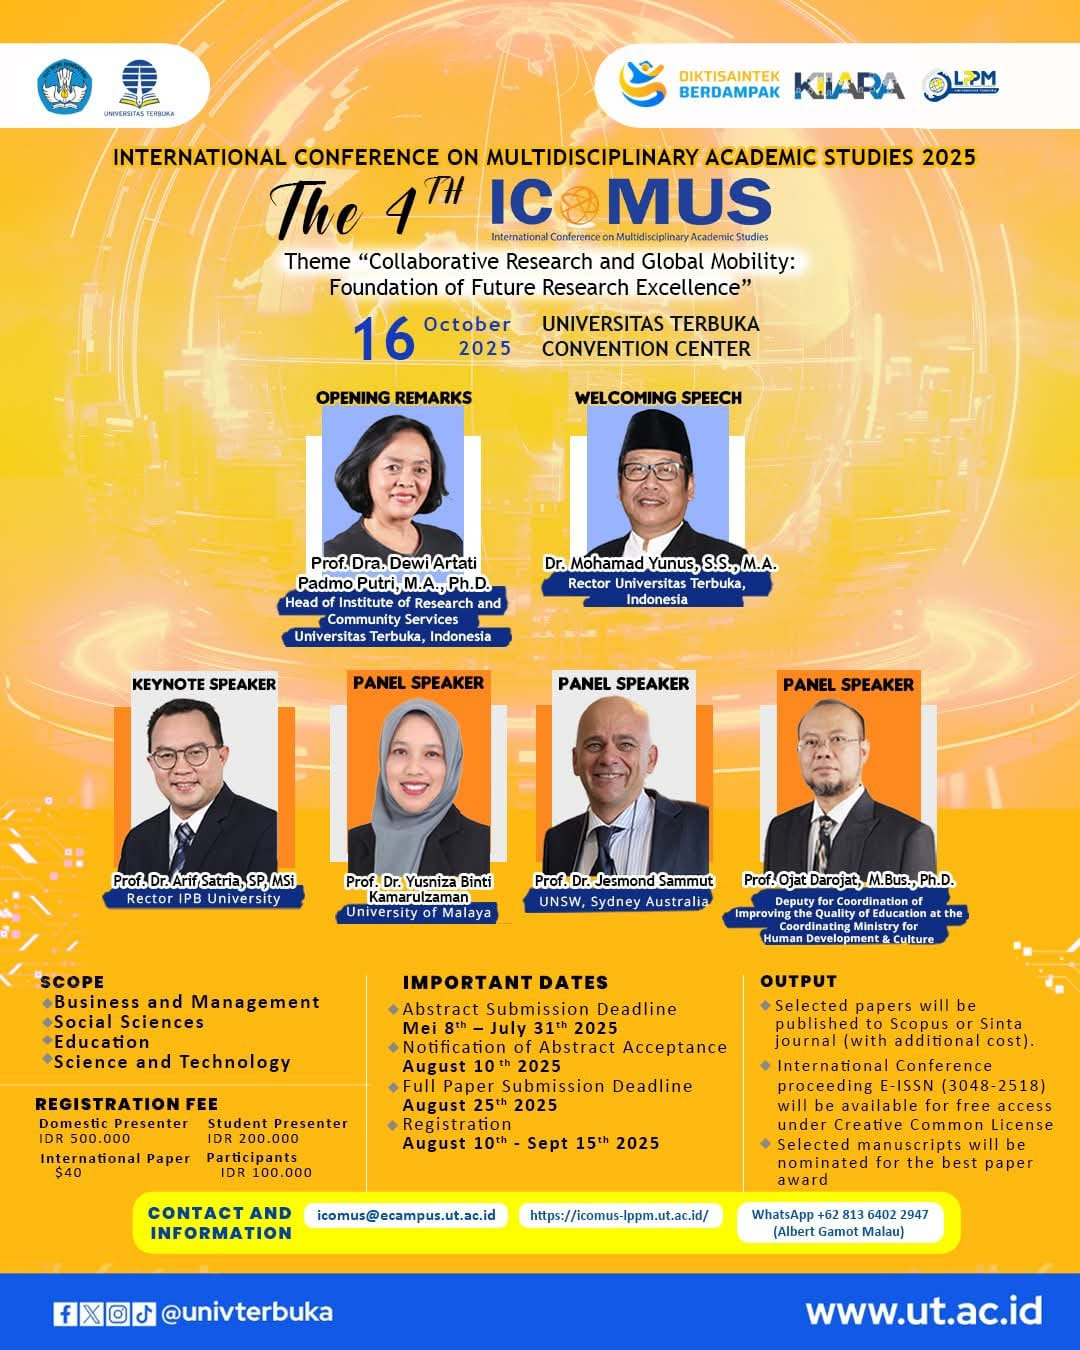 UNIVERSITAS TERBUKA
DIKTISAINTEK
BERDAMPAK
KIIARA
LPPM
INTERNATIONAL CONFERENCE ON MULTIDISCIPLINARY ACADEMIC STUDIES 2025
The 4TH ICOMUS
International Conference on Multidisciplinary Academic Studies
Theme “Collaborative Research and Global Mobility:
Foundation of Future Research Excellence”
16 October 2025
UNIVERSITAS TERBUKA
CONVENTION CENTER
OPENING REMARKS
Prof. Dra. Dewi Artati
Padmo Putri, M.A., Ph.D.
Head of Institute of Research and
Community Services
Universitas Terbuka, Indonesia
WELCOMING SPEECH
Dr. Mohamad Yunus, S.S., M.A.
Rector Universitas Terbuka,
Indonesia
KEYNOTE SPEAKER
Prof. Dr. Arif Satria, SP, MSi
Rector IPB University
PANEL SPEAKER
Prof. Dr. Yusniza Binti
Kamarulzaman
University of Malaya
PANEL SPEAKER
Prof. Dr. Jesmond Sammut
UNSW, Sydney Australia
PANEL SPEAKER
Prof. Ojat Darojat, M.Bus., Ph.D.
Deputy for Coordination of
Improving the Quality of Education at the
Coordinating Ministry for
Human Development & Culture
SCOPE
Business and Management
Social Sciences
Education
Science and Technology
REGISTRATION FEE
Domestic Presenter
IDR 500.000
Student Presenter
IDR 200.000
International Paper
$40
Participants
IDR 100.000
IMPORTANT DATES
Abstract Submission Deadline
Mei 8th – July 31th 2025
Notification of Abstract Acceptance
August 10 th 2025
Full Paper Submission Deadline
August 25th 2025
Registration
August 10th - Sept 15th 2025
OUTPUT
Selected papers will be
published to Scopus or Sinta
journal (with additional cost).
International Conference
proceeding E-ISSN (3048-2518)
will be available for free access
under Creative Common License
Selected manuscripts will be
nominated for the best paper
award
CONTACT AND
INFORMATION
icomus@ecampus.ut.ac.id
https://icomus-lppm.ut.ac.id/
WhatsApp +62 813 6402 2947
(Albert Gamot Malau)
@univterbuka
www.ut.ac.id